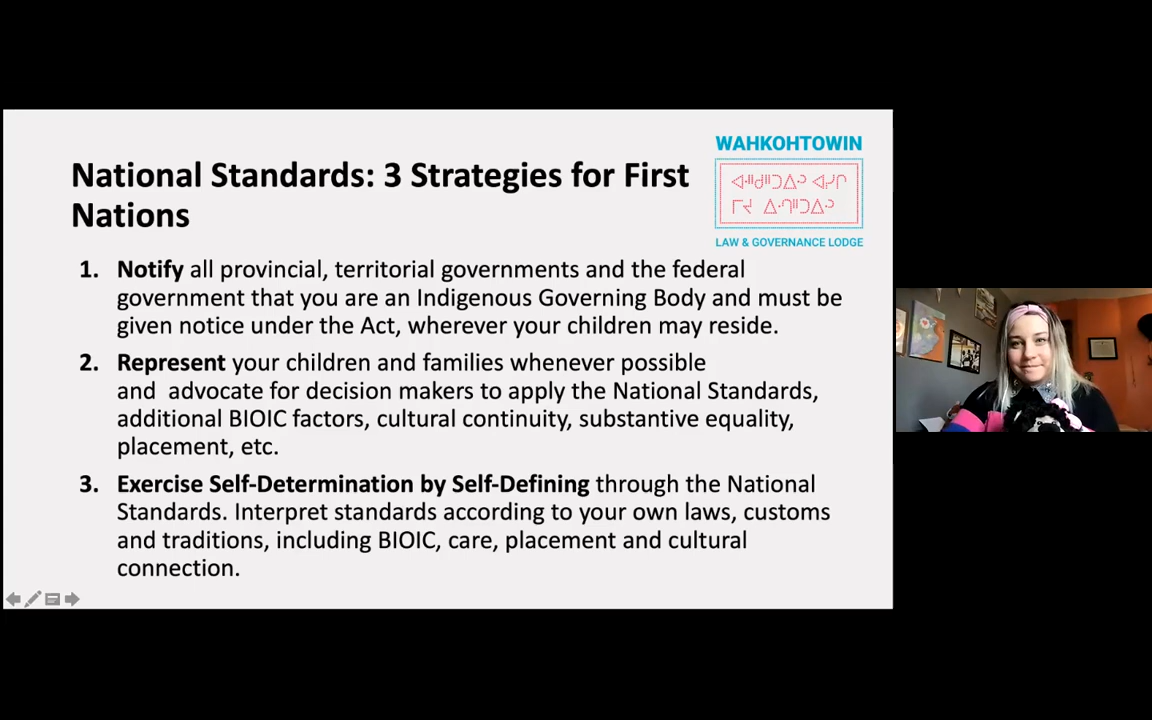 National Standards: 3 Strategies for First
Nations
WAHKOHTOWIN
ᐊᐧᐦᑯᐦᑐᐃᐧᐣ ᐊᓯᒋ
LAW & GOVERNANCE LODGE
1. Notify all provincial, territorial governments and the federal
government that you are an Indigenous Governing Body and must be
given notice under the Act, wherever your children may reside.
2. Represent your children and families whenever possible
and  advocate for decision makers to apply the National Standards,
additional BIOIC factors, cultural continuity, substantive equality,
placement, etc.
3. Exercise Self-Determination by Self-Defining through the National
Standards. Interpret standards according to your own laws, customs
and traditions, including BIOIC, care, placement and cultural
connection.